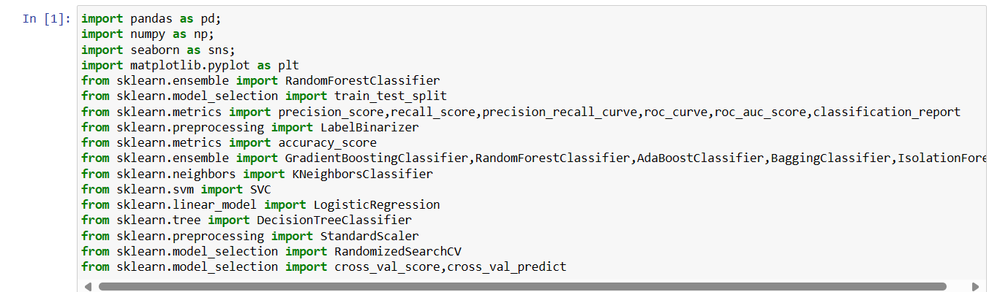 In [1]:
import pandas as pd;
import numpy as np;
import seaborn as sns;
import matplotlib.pyplot as plt
from sklearn.ensemble import RandomForestClassifier
from sklearn.model_selection import train_test_split
from sklearn.metrics import precision_score,recall_score,precision_recall_curve,roc_curve,roc_auc_score,classification_report
from sklearn.preprocessing import LabelBinarizer
from sklearn.metrics import accuracy_score
from sklearn.ensemble import GradientBoostingClassifier,RandomForestClassifier,AdaBoostClassifier,BaggingClassifier,IsolationFore
from sklearn.neighbors import KNeighborsClassifier
from sklearn.svm import SVC
from sklearn.linear_model import LogisticRegression
from sklearn.tree import DecisionTreeClassifier
from sklearn.preprocessing import StandardScaler
from sklearn.model_selection import RandomizedSearchCV
from sklearn.model_selection import cross_val_score,cross_val_predict